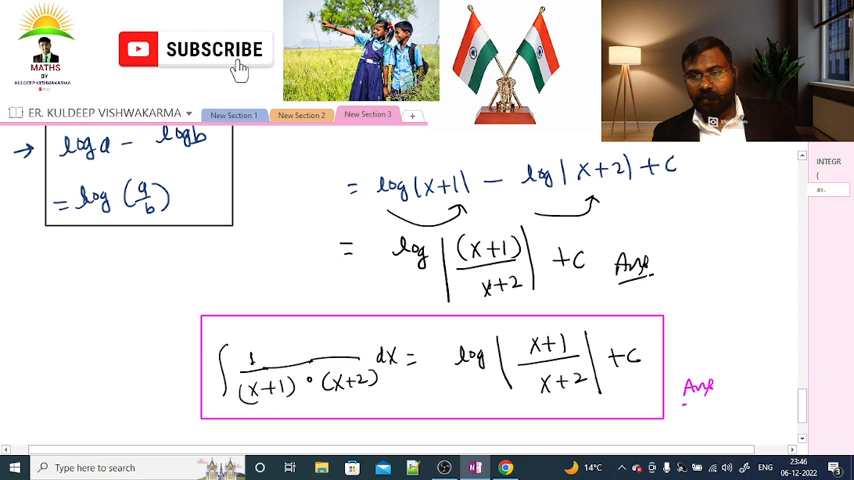 MATHS
BY
KULDEEP VISHWAKARMA
SUBSCRIBE
ER. KULDEEP VISHWAKARMA
New Section 1
New Section 2
New Section 3
+
INTEGR
(
ax.
→ log a - log b
= log (a/b)
= log|x+1| - log|x+2| + C
= log |(x+1)/x+2| + C Ans.
∫ 1/(x+1)·(x+2) dx = log |x+1/x+2| + C
Ans
Type here to search
14°C
ENG
23:46
06-12-2022
3